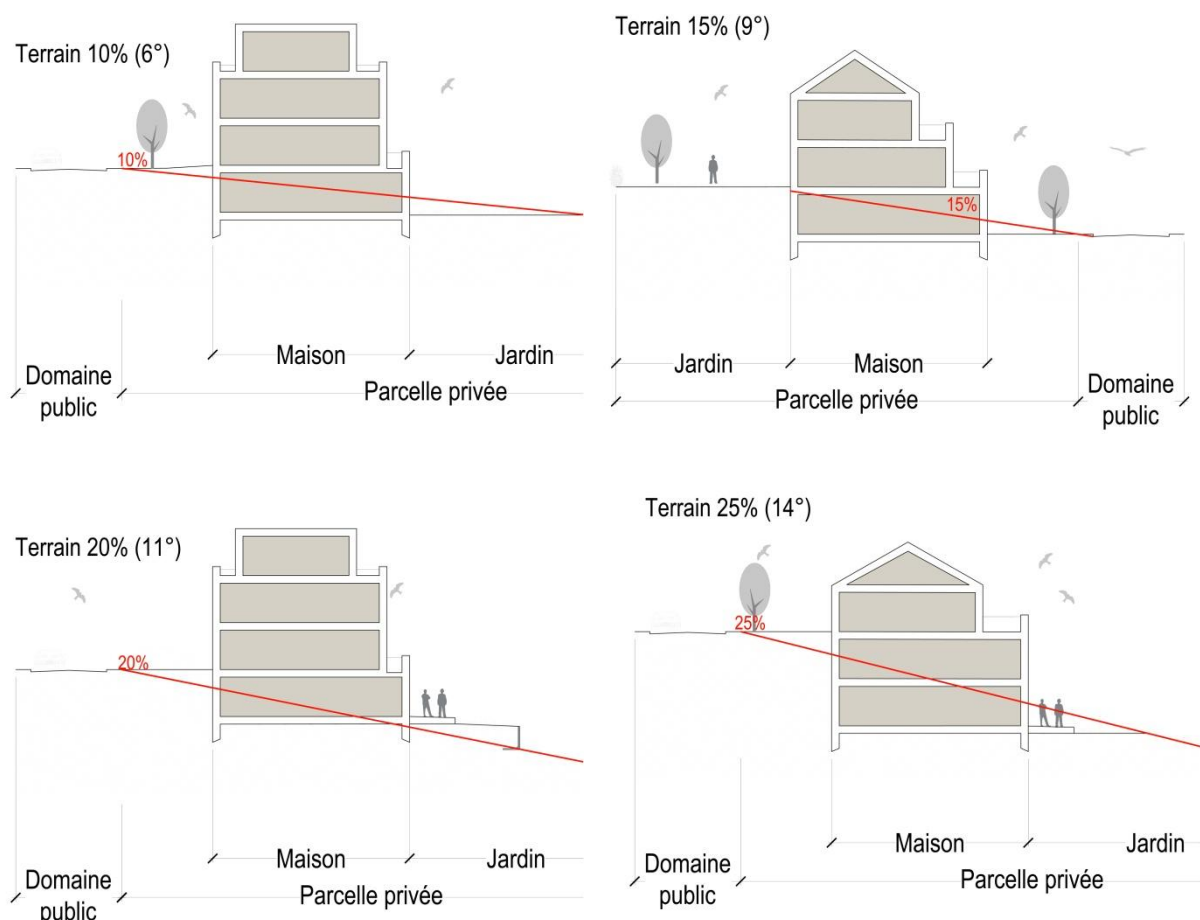 Terrain 10% (6°)
10%
Maison
Jardin
Domaine
public
Parcelle privée
Terrain 15% (9°)
15%
Jardin
Maison
Parcelle privée
Domaine
public
Terrain 20% (11°)
20%
Maison
Jardin
Domaine
public
Parcelle privée
Terrain 25% (14°)
25%
Maison
Jardin
Domaine
public
Parcelle privée